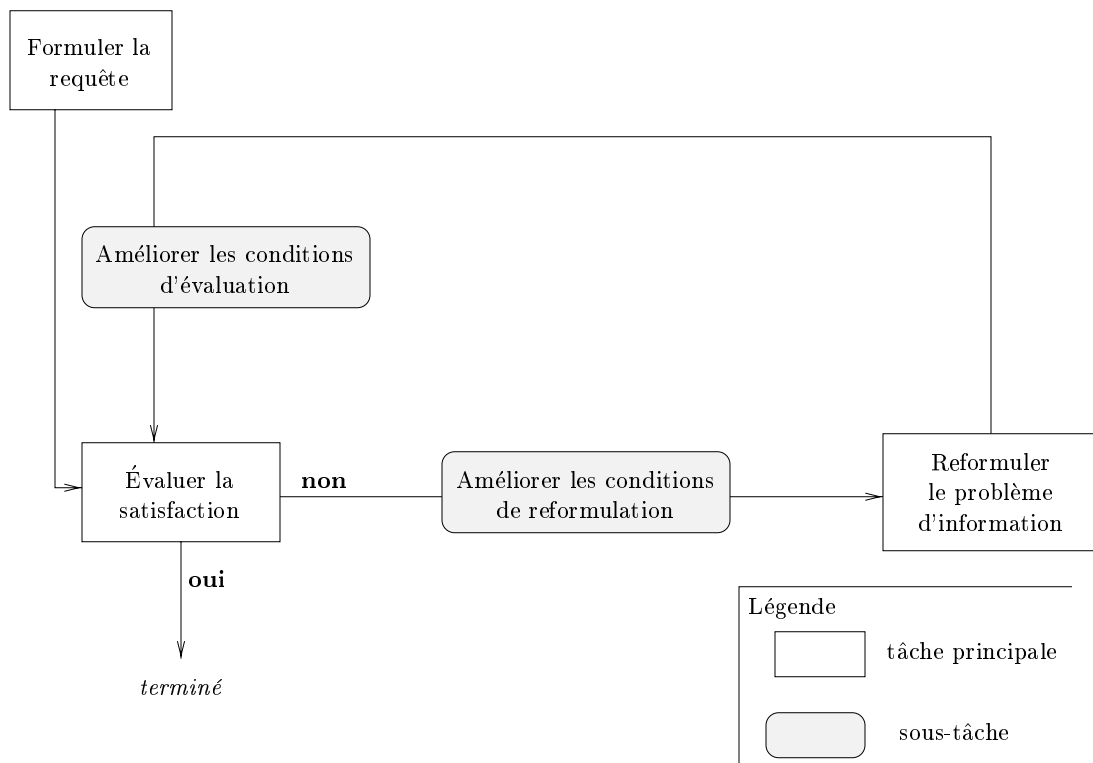 Formuler la
requête
Améliorer les conditions
d'évaluation
Évaluer la
satisfaction
non
Améliorer les conditions
de reformulation
Reformuler
le problème
d'information
oui
terminé
Légende
tâche principale
sous-tâche